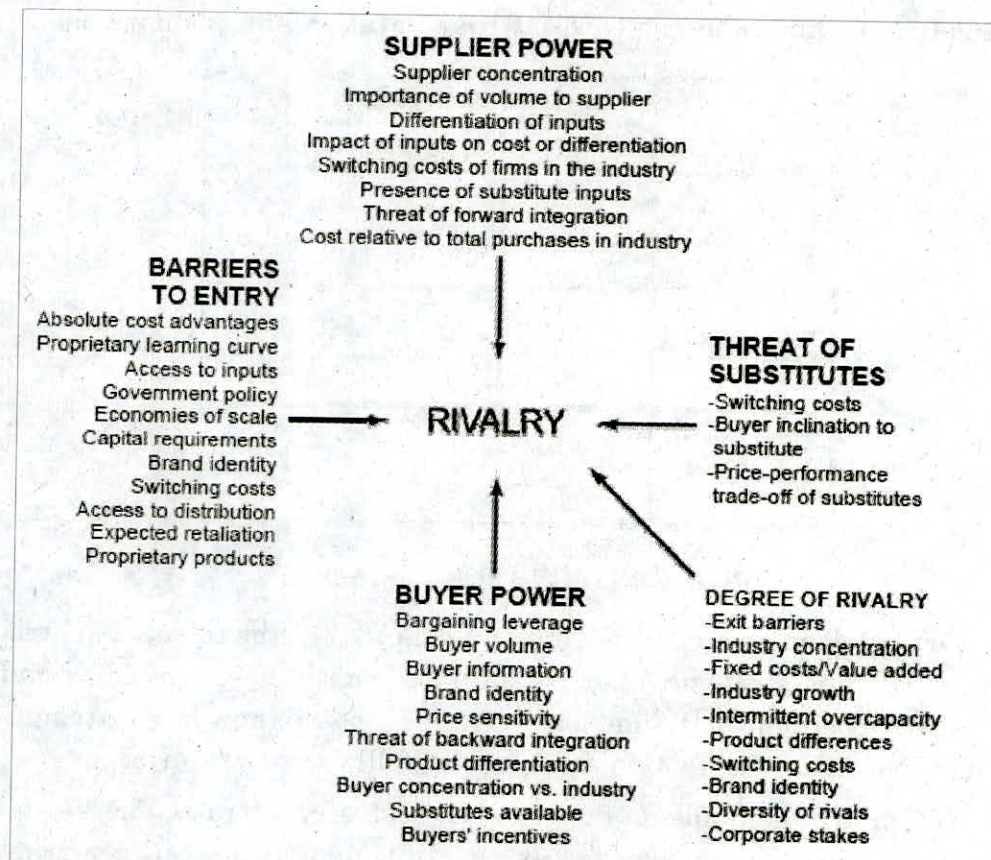 SUPPLIER POWER
Supplier concentration
Importance of volume to supplier
Differentiation of inputs
Impact of inputs on cost or differentiation
Switching costs of firms in the industry
Presence of substitute inputs
Threat of forward integration
Cost relative to total purchases in industry
BARRIERS
TO ENTRY
Absolute cost advantages
Proprietary learning curve
Access to inputs
Government policy
Economies of scale
Capital requirements
Brand identity
Switching costs
Access to distribution
Expected retaliation
Proprietary products
RIVALRY
THREAT OF
SUBSTITUTES
-Switching costs
-Buyer inclination to
substitute
-Price-performance
trade-off of substitutes
BUYER POWER
Bargaining leverage
Buyer volume
Buyer information
Brand identity
Price sensitivity
Threat of backward integration
Product differentiation
Buyer concentration vs. industry
Substitutes available
Buyers' incentives
DEGREE OF RIVALRY
-Exit barriers
-Industry concentration
-Fixed costs/Value added
-Industry growth
-Intermittent overcapacity
-Product differences
-Switching costs
-Brand identity
-Diversity of rivals
-Corporate stakes